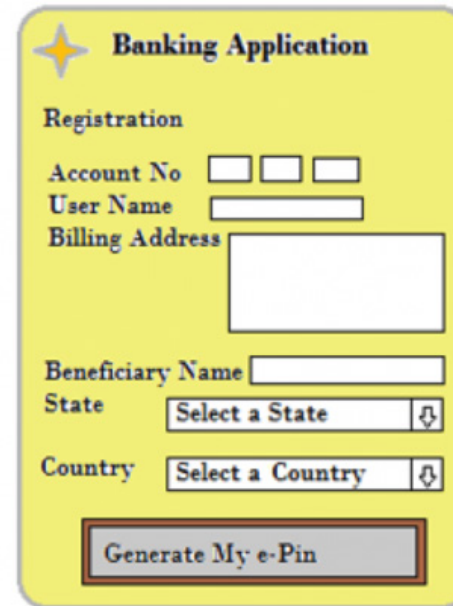 Banking Application
Registration
Account No
User Name
Billing Address
Beneficiary Name
State Select a State
Country Select a Country
Generate My e-Pin